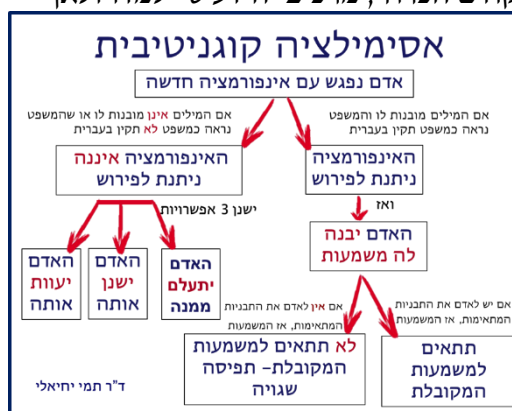 אסימילציה קוגניטיבית
אדם נפגש עם אינפורמציה חדשה
אם המילים מובנות לו והמשפט
נראה כמשפט תקין בעברית
אם המילים אינן מובנות לו או שהמשפט
נראה כמשפט לא תקין בעברית
האינפורמציה
ניתנת לפירוש
האינפורמציה איננה
ניתנת לפירוש
ואז
ישנן 3 אפשרויות
האדם יבנה
לה משמעות
האדם
יתעלם
ממנה
האדם
ישנן
אותה
האדם
יעוות
אותה
אם יש לאדם את התבניות
המתאימות, אז המשמעות
אם אין לאדם את התבניות
המתאימות, אז המשמעות
תתאים
למשמעות
המקובלת
לא תתאים למשמעות
המקובלת- תפיסה
שגויה
ד"ר תמי יחיאלי